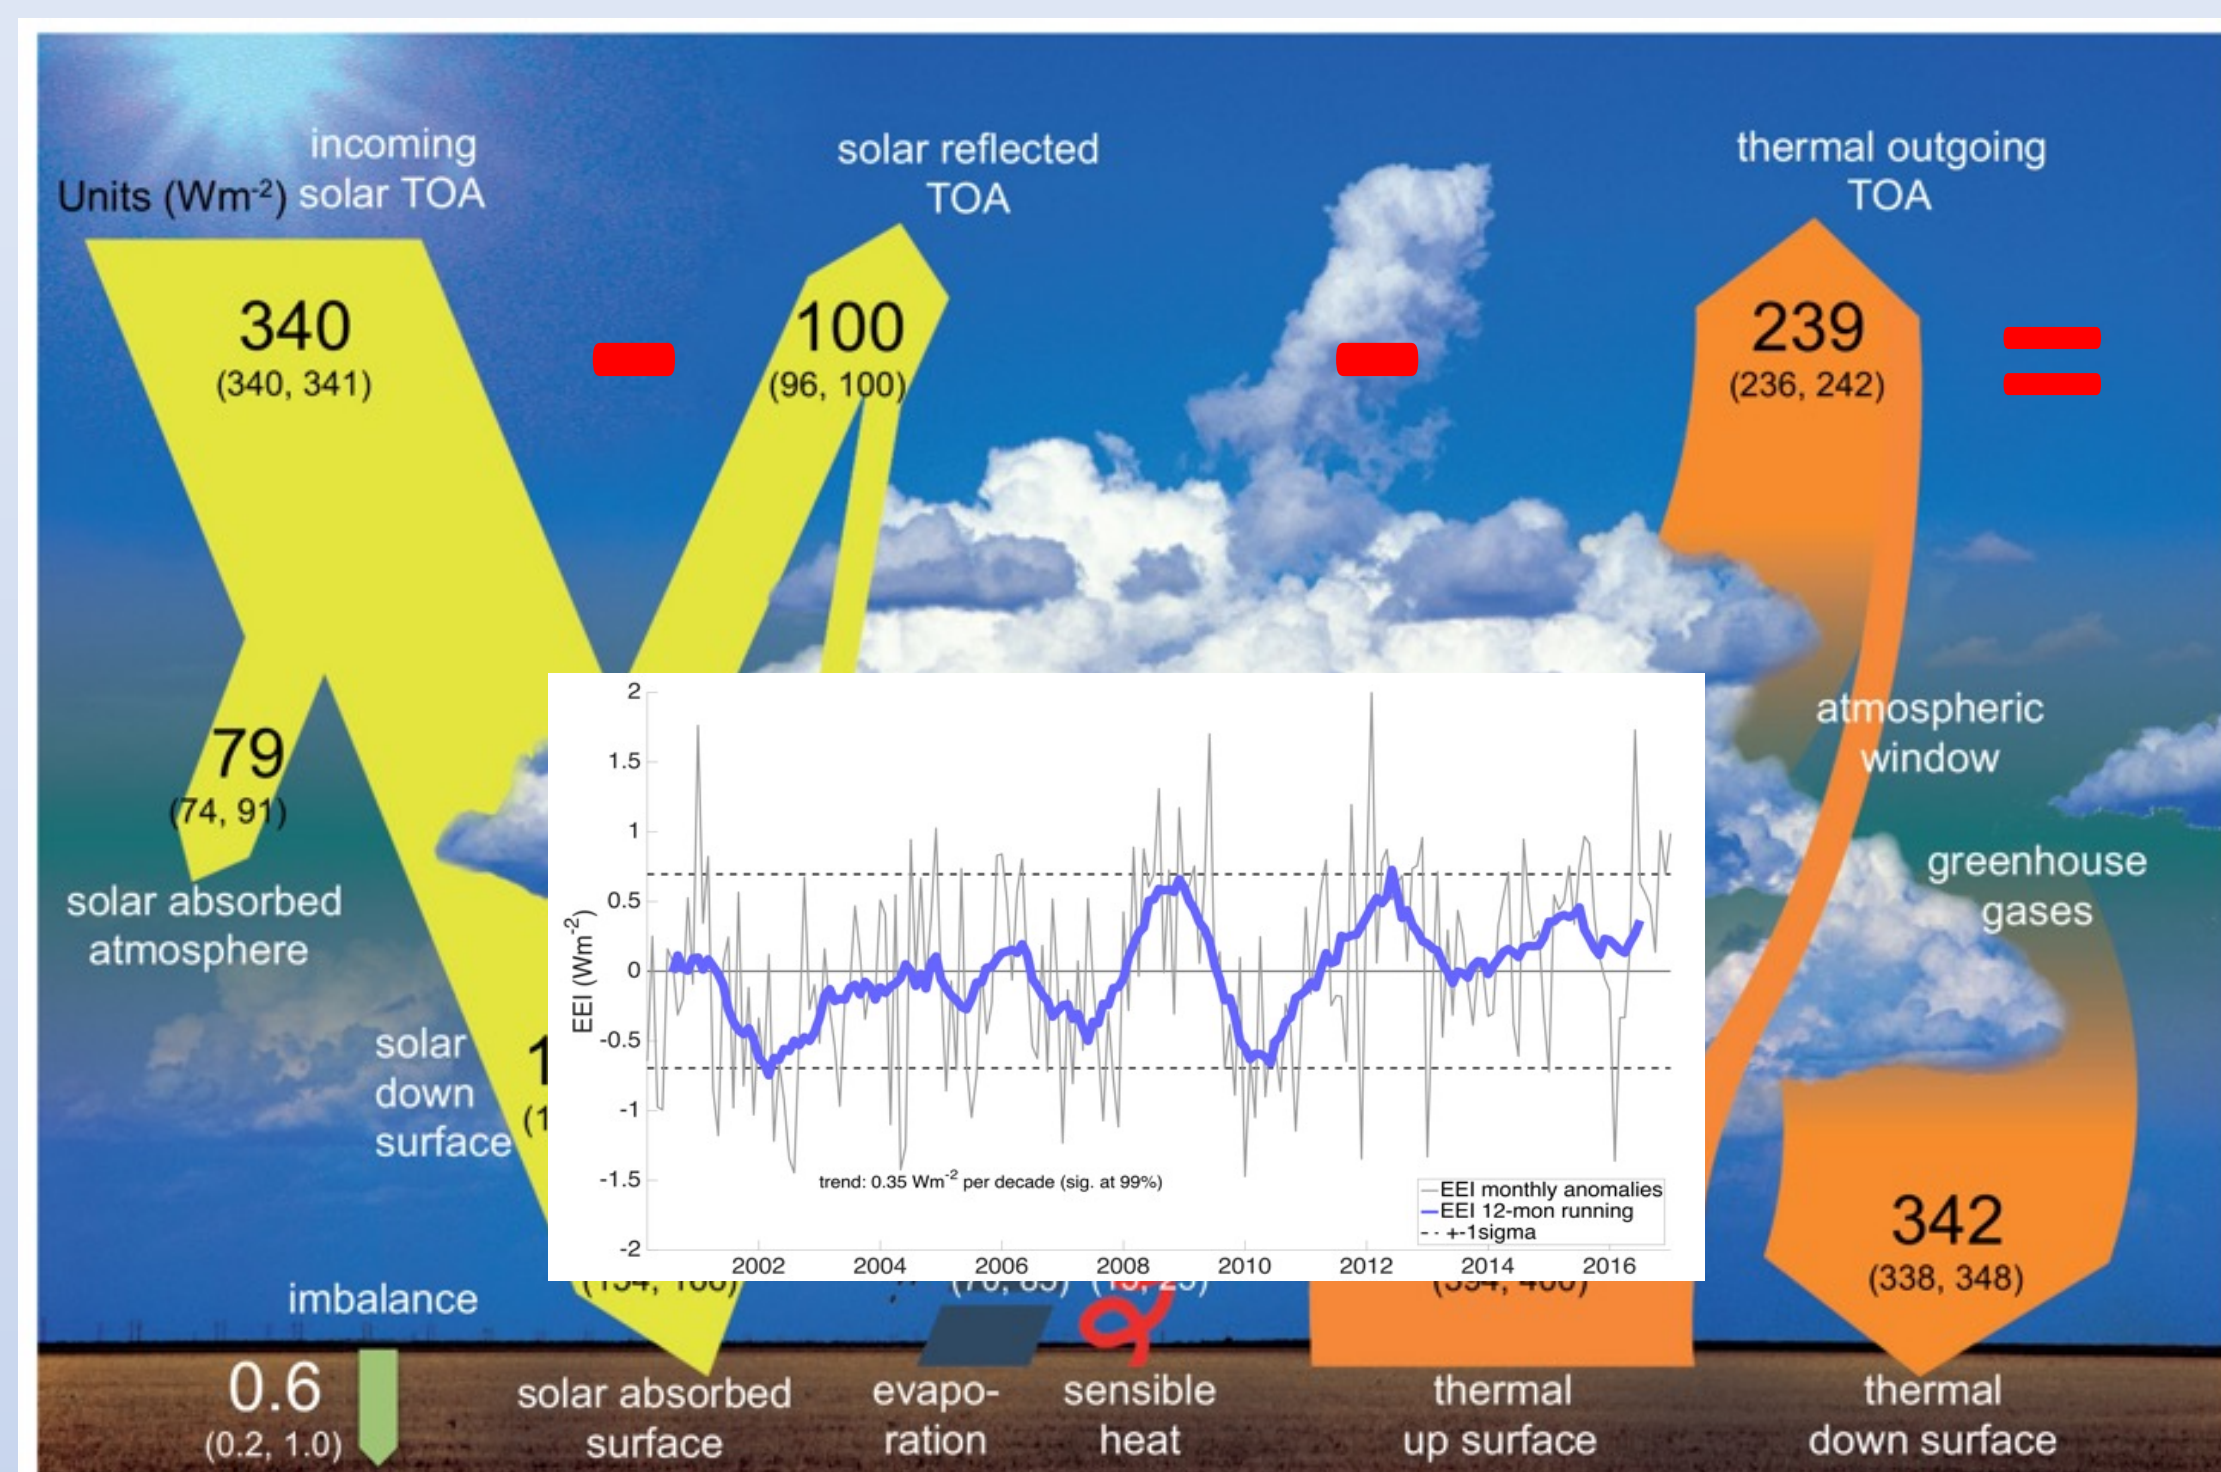 incoming
solar TOA
Units (Wm-2)
solar reflected
TOA
thermal outgoing
TOA
340
(340, 341)
100
(96, 100)
239
(236, 242)
- - =
79
(74, 91)
solar absorbed
atmosphere
atmospheric
window
greenhouse
gases
solar
down
surface
1
(1
2
1.5
1
0.5
0
-0.5
-1
-1.5
-2
EEI (Wm-2)
trend: 0.35 Wm-2 per decade (sig. at 99%)
EEI monthly anomalies
EEI 12-mon running
+-1sigma
2002 2004 2006 2008 2010 2012 2014 2016
342
(338, 348)
imbalance
0.6
(0.2, 1.0)
solar absorbed
surface
evapo-
ration
sensible
heat
thermal
up surface
thermal
down surface